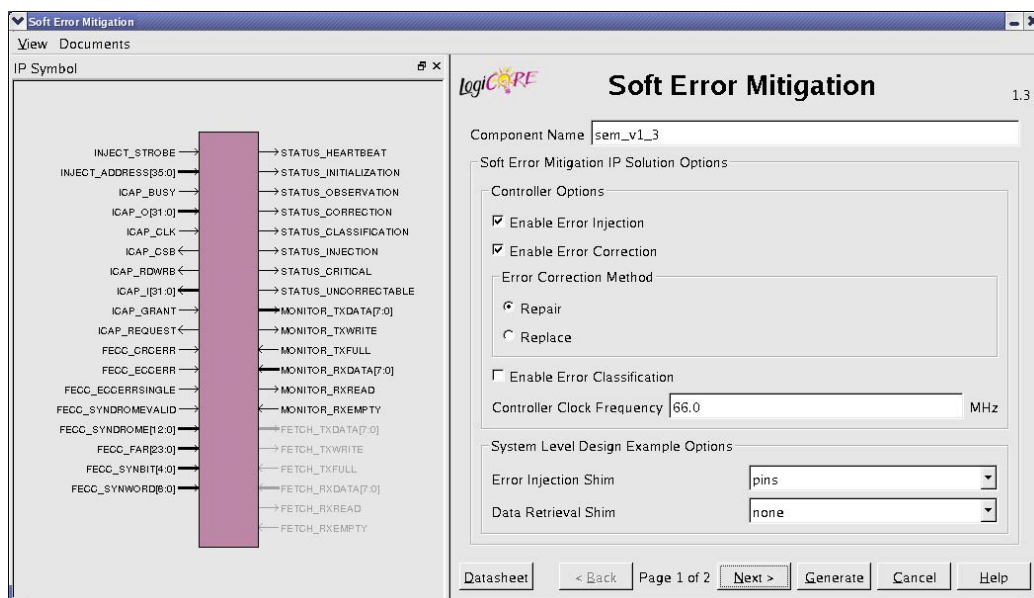 Soft Error Mitigation
View Documents
IP Symbol
INJECT_STROBE
INJECT_ADDRESS[35:0]
ICAP_BUSY
ICAP_O[31:0]
ICAP_CLK
ICAP_CSB
ICAP_RDWRB
ICAP_I[31:0]
ICAP_GRANT
ICAP_REQUEST
FECC_CRCERR
FECC_ECCERR
FECC_ECCERRSINGLE
FECC_SYNDROMEVALID
FECC_SYNDROME[12:0]
FECC_FAR[23:0]
FECC_SYNBIT[4:0]
FECC_SYNWORD[6:0]
STATUS_HEARTBEAT
STATUS_INITIALIZATION
STATUS_OBSERVATION
STATUS_CORRECTION
STATUS_CLASSIFICATION
STATUS_INJECTION
STATUS_CRITICAL
STATUS_UNCORRECTABLE
MONITOR_TXDATA[7:0]
MONITOR_TXWRITE
MONITOR_TXFULL
MONITOR_RXDATA[7:0]
MONITOR_RXREAD
MONITOR_RXEMPTY
FETCH_TXDATA[7:0]
FETCH_TXWRITE
FETCH_TXFULL
FETCH_RXDATA[7:0]
FETCH_RXREAD
FETCH_RXEMPTY
LogiCORE
Soft Error Mitigation
1.3
Component Name sem_v1_3
Soft Error Mitigation IP Solution Options
Controller Options
Enable Error Injection
Enable Error Correction
Error Correction Method
Repair
Replace
Enable Error Classification
Controller Clock Frequency 66.0 MHz
System Level Design Example Options
Error Injection Shim pins
Data Retrieval Shim none
Datasheet < Back Page 1 of 2 Next > Generate Cancel Help